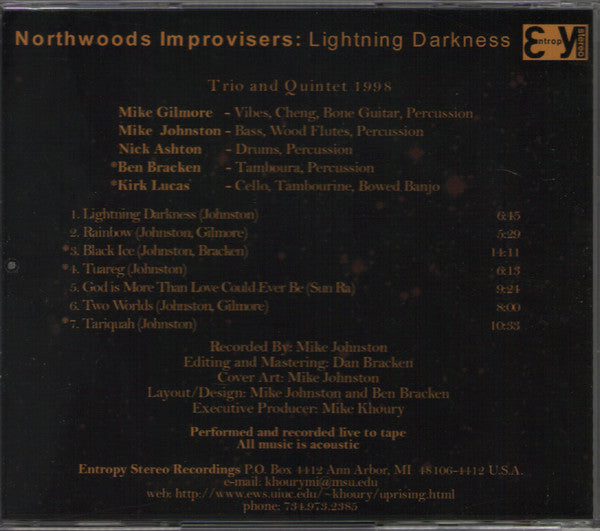 Northwoods Improvisers: Lightning Darkness
Entropy
stereo
Trio and Quintet 1998
Mike Gilmore - Vibes, Cheng, Bone Guitar, Percussion
Mike Johnston - Bass, Wood Flutes, Percussion
Nick Ashton - Drums, Percussion
*Ben Bracken - Tamboura, Percussion
*Kirk Lucas - Cello, Tambourine, Bowed Banjo
1. Lightning Darkness (Johnston) 6:45
2. Rainbow (Johnston, Gilmore) 5:29
*3. Black Ice (Johnston, Bracken) 14:11
*4. Tuareg (Johnston) 6:13
5. God is More Than Love Could Ever Be (Sun Ra) 9:24
6. Two Worlds (Johnston, Gilmore) 8:00
*7. Tariquah (Johnston) 10:33
Recorded By: Mike Johnston
Editing and Mastering: Dan Bracken
Cover Art: Mike Johnston
Layout/Design: Mike Johnston and Ben Bracken
Executive Producer: Mike Khoury
Performed and recorded live to tape
All music is acoustic
Entropy Stereo Recordings P.O. Box 4412 Ann Arbor, MI 48106-4412 U.S.A.
e-mail: khourymi@msu.edu
web: http://www.ews.uiuc.edu/~khoury/uprising.html
phone: 734.973.2385